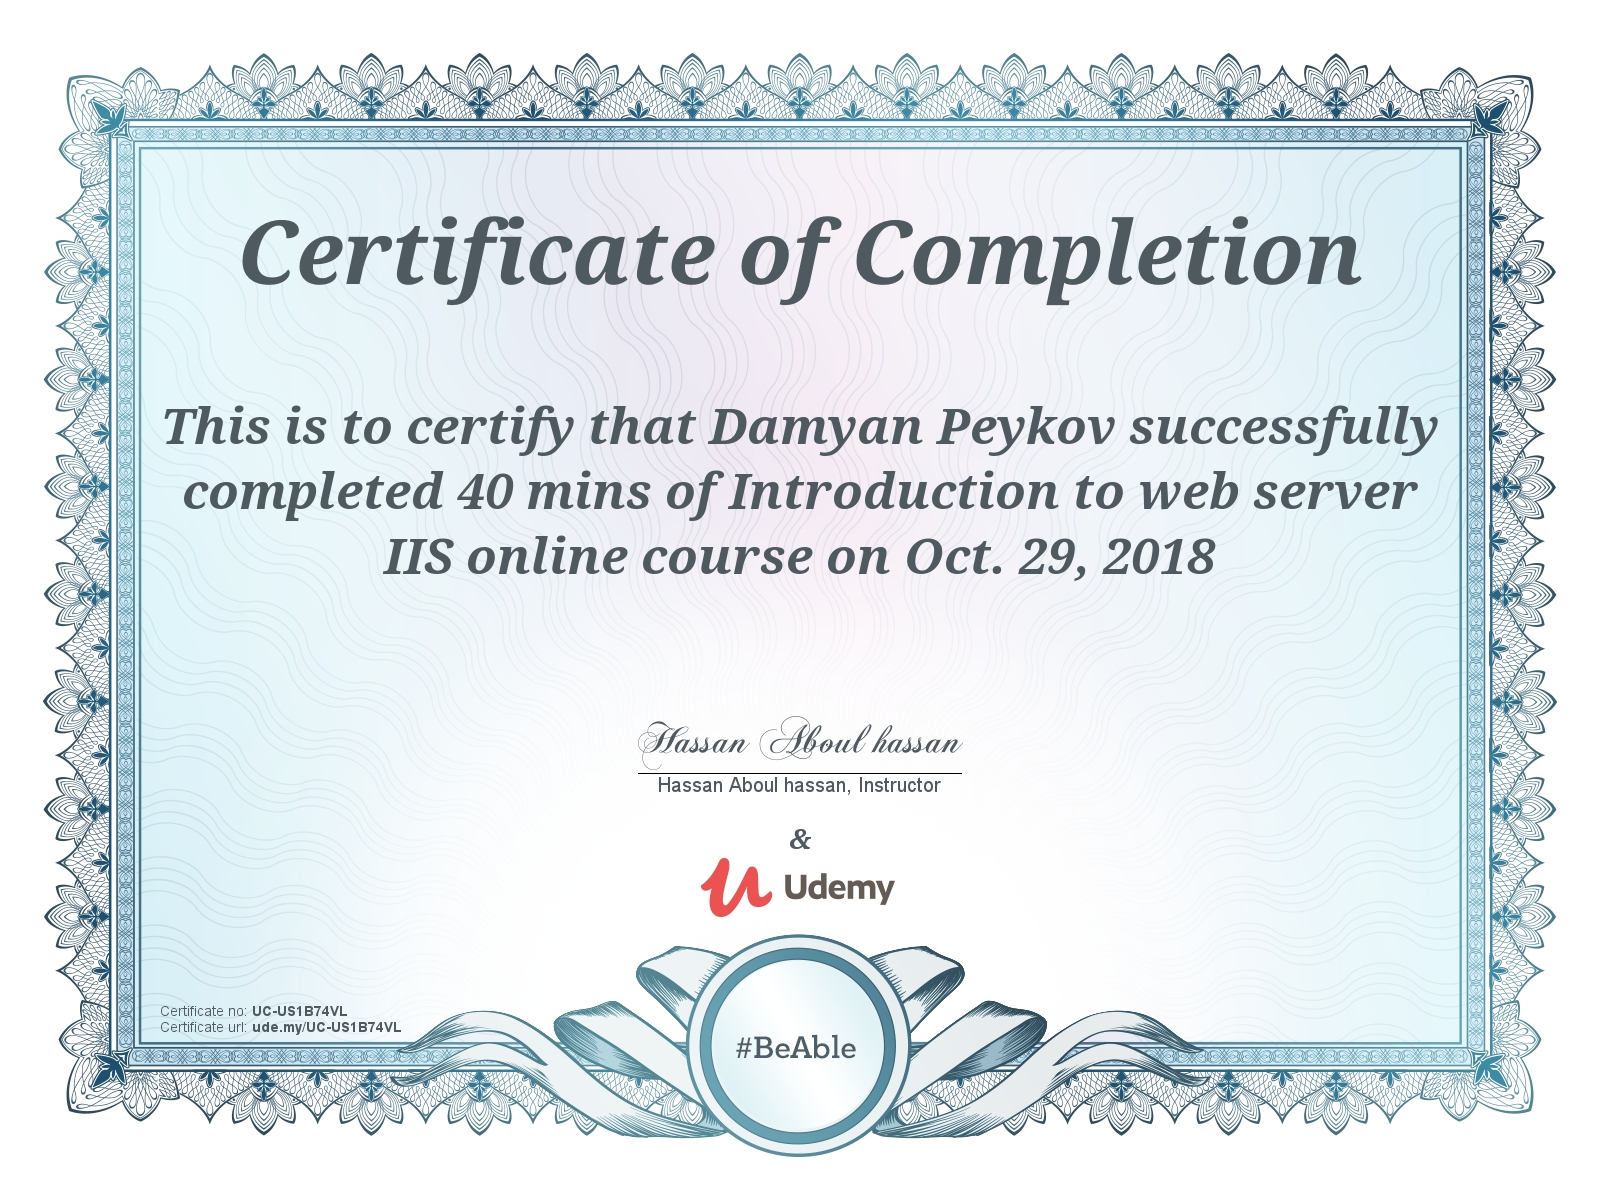 Certificate of Completion
This is to certify that Damyan Peykov successfully
completed 40 mins of Introduction to web server
IIS online course on Oct. 29, 2018
Hassan Aboul hassan
Hassan Aboul hassan, Instructor
&
Udemy
Certificate no: UC-US1B74VL
Certificate url: ude.my/UC-US1B74VL
#BeAble